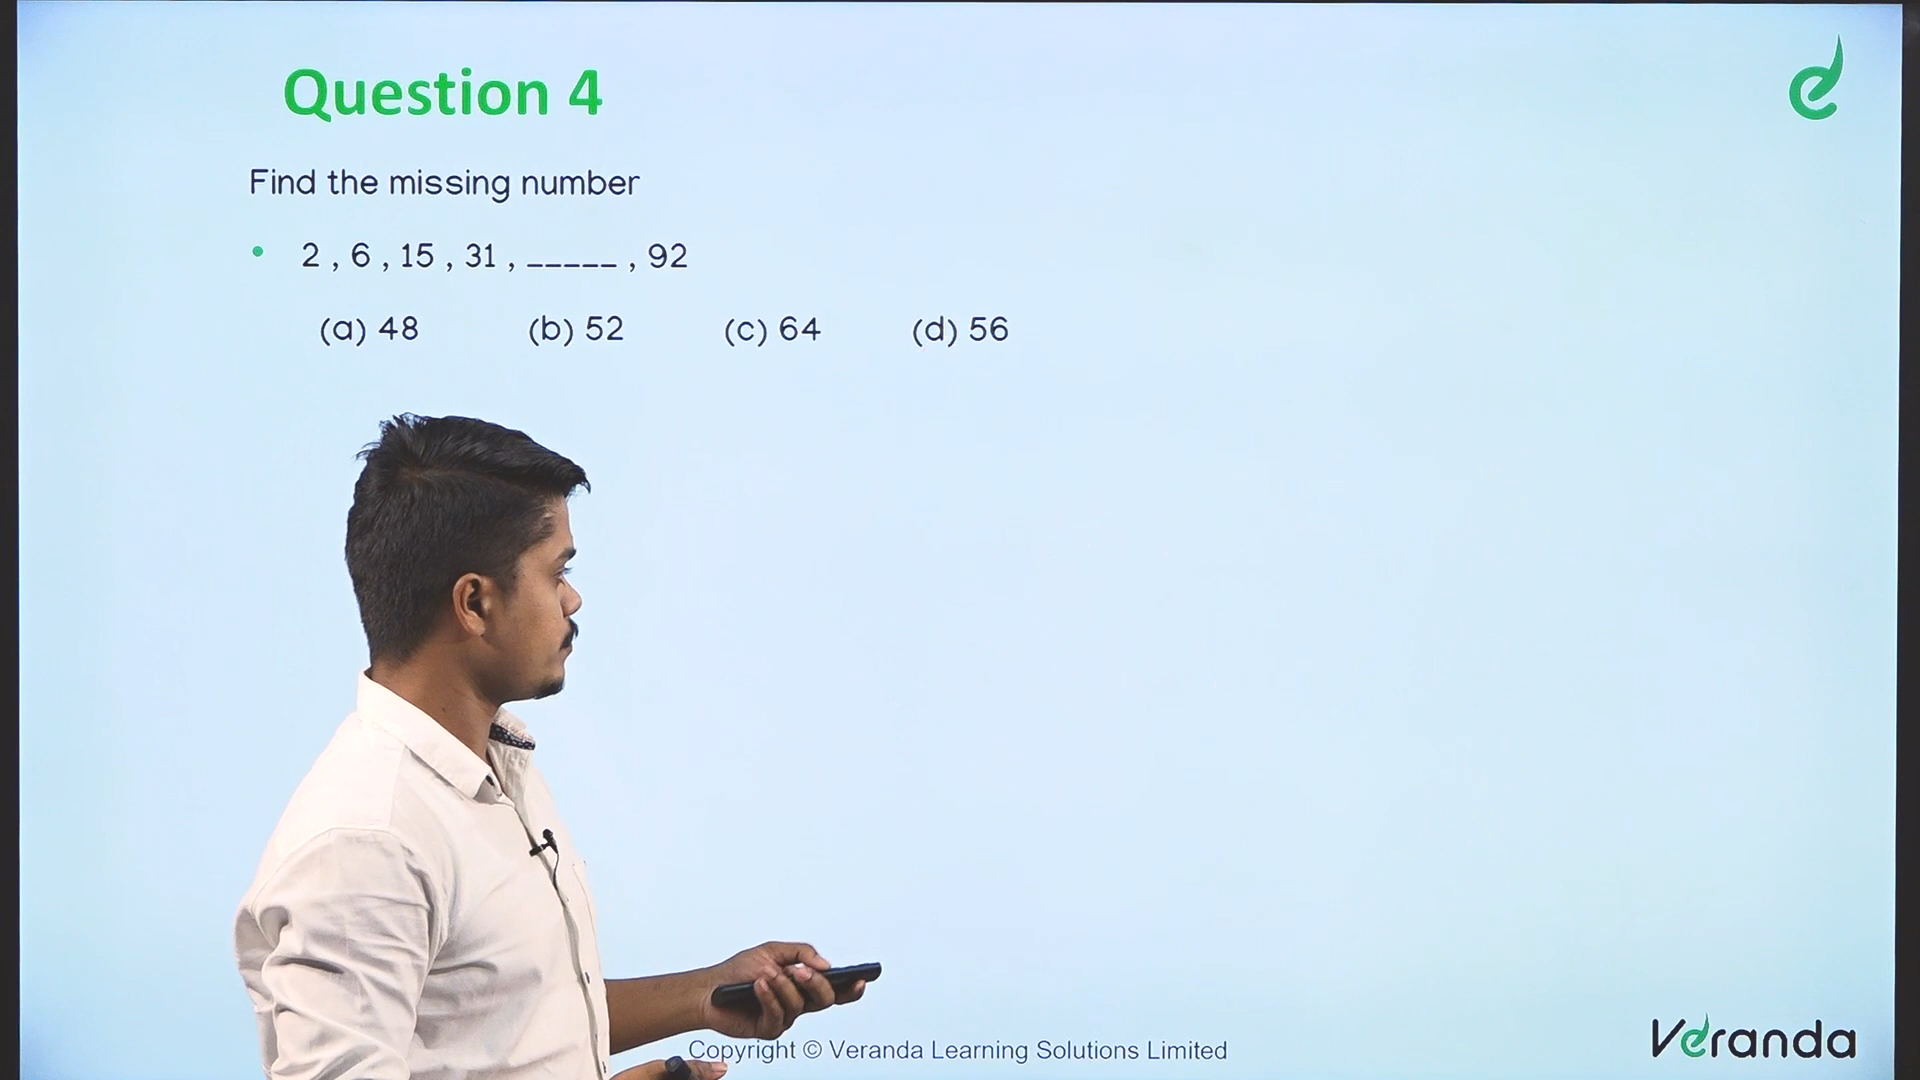 Question 4
Find the missing number
• 2 , 6 , 15 , 31 , _____ , 92
(a) 48 (b) 52 (c) 64 (d) 56
Copyright © Veranda Learning Solutions Limited
Veranda